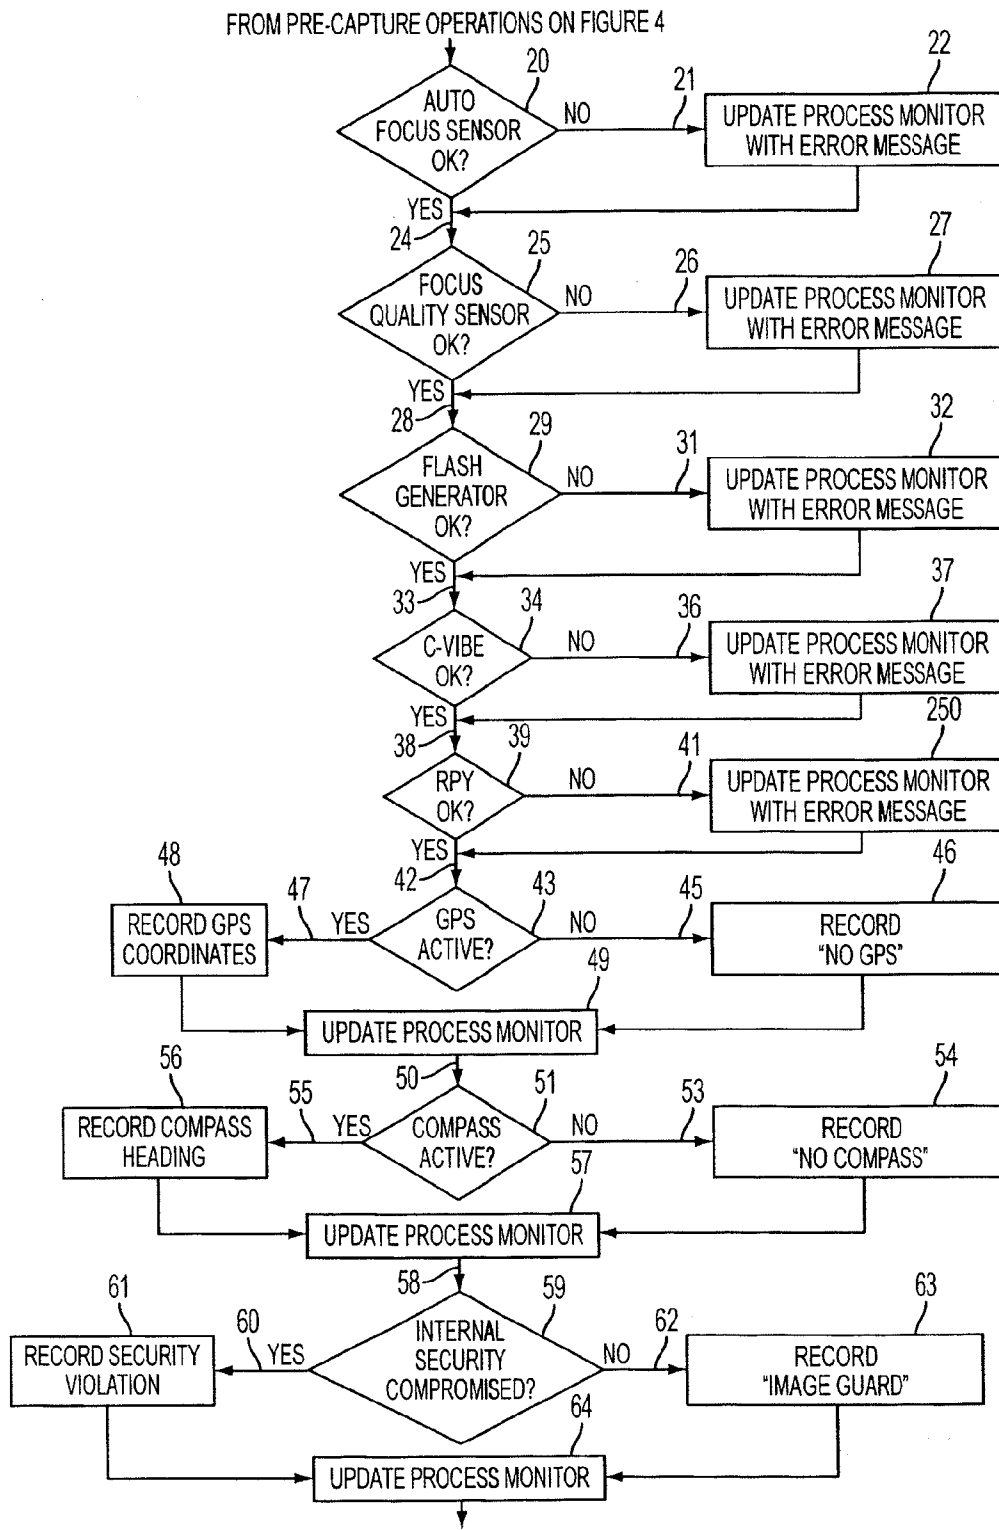 FROM PRE-CAPTURE OPERATIONS ON FIGURE 4
20
21
22
AUTO
FOCUS SENSOR
OK?
NO
UPDATE PROCESS MONITOR
WITH ERROR MESSAGE
YES
24
25
26
27
FOCUS
QUALITY SENSOR
OK?
NO
UPDATE PROCESS MONITOR
WITH ERROR MESSAGE
YES
28
29
31
32
FLASH
GENERATOR
OK?
NO
UPDATE PROCESS MONITOR
WITH ERROR MESSAGE
YES
33
34
36
37
C-VIBE
OK?
NO
UPDATE PROCESS MONITOR
WITH ERROR MESSAGE
YES
38
39
41
250
RPY
OK?
NO
UPDATE PROCESS MONITOR
WITH ERROR MESSAGE
YES
42
48
47
43
45
46
RECORD GPS
COORDINATES
YES
GPS
ACTIVE?
NO
RECORD
"NO GPS"
49
UPDATE PROCESS MONITOR
50
56
55
51
53
54
RECORD COMPASS
HEADING
YES
COMPASS
ACTIVE?
NO
RECORD
"NO COMPASS"
57
UPDATE PROCESS MONITOR
58
61
60
59
62
63
RECORD SECURITY
VIOLATION
YES
INTERNAL
SECURITY
COMPROMISED?
NO
RECORD
"IMAGE GUARD"
64
UPDATE PROCESS MONITOR